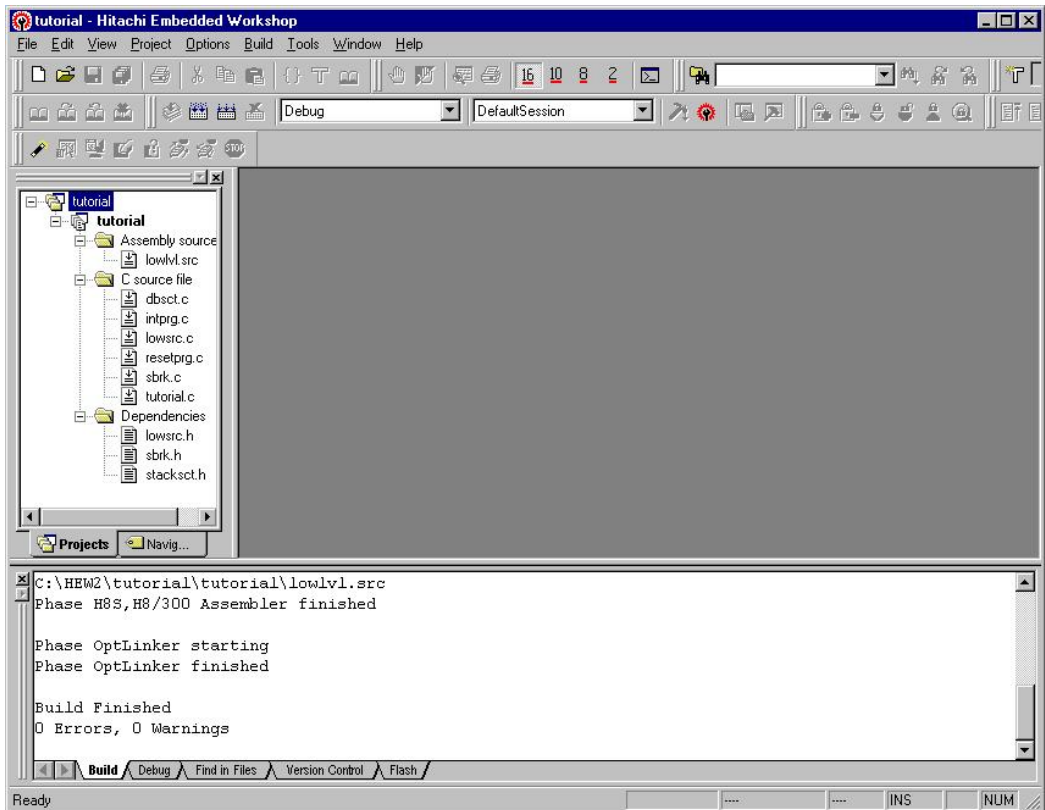 tutorial - Hitachi Embedded Workshop
File Edit View Project Options Build Tools Window Help
16 10 8 2
Debug DefaultSession
STOP
tutorial
tutorial
Assembly source
lowlvl.src
C source file
dbsct.c
intprg.c
lowsrc.c
resetprg.c
sbrk.c
tutorial.c
Dependencies
lowsrc.h
sbrk.h
stacksct.h
Projects Navig...
C:\HEW2\tutorial\tutorial\lowlvl.src
Phase H8S,H8/300 Assembler finished
Phase OptLinker starting
Phase OptLinker finished
Build Finished
0 Errors, 0 Warnings
Build Debug Find in Files Version Control Flash
Ready ---- ---- INS NUM